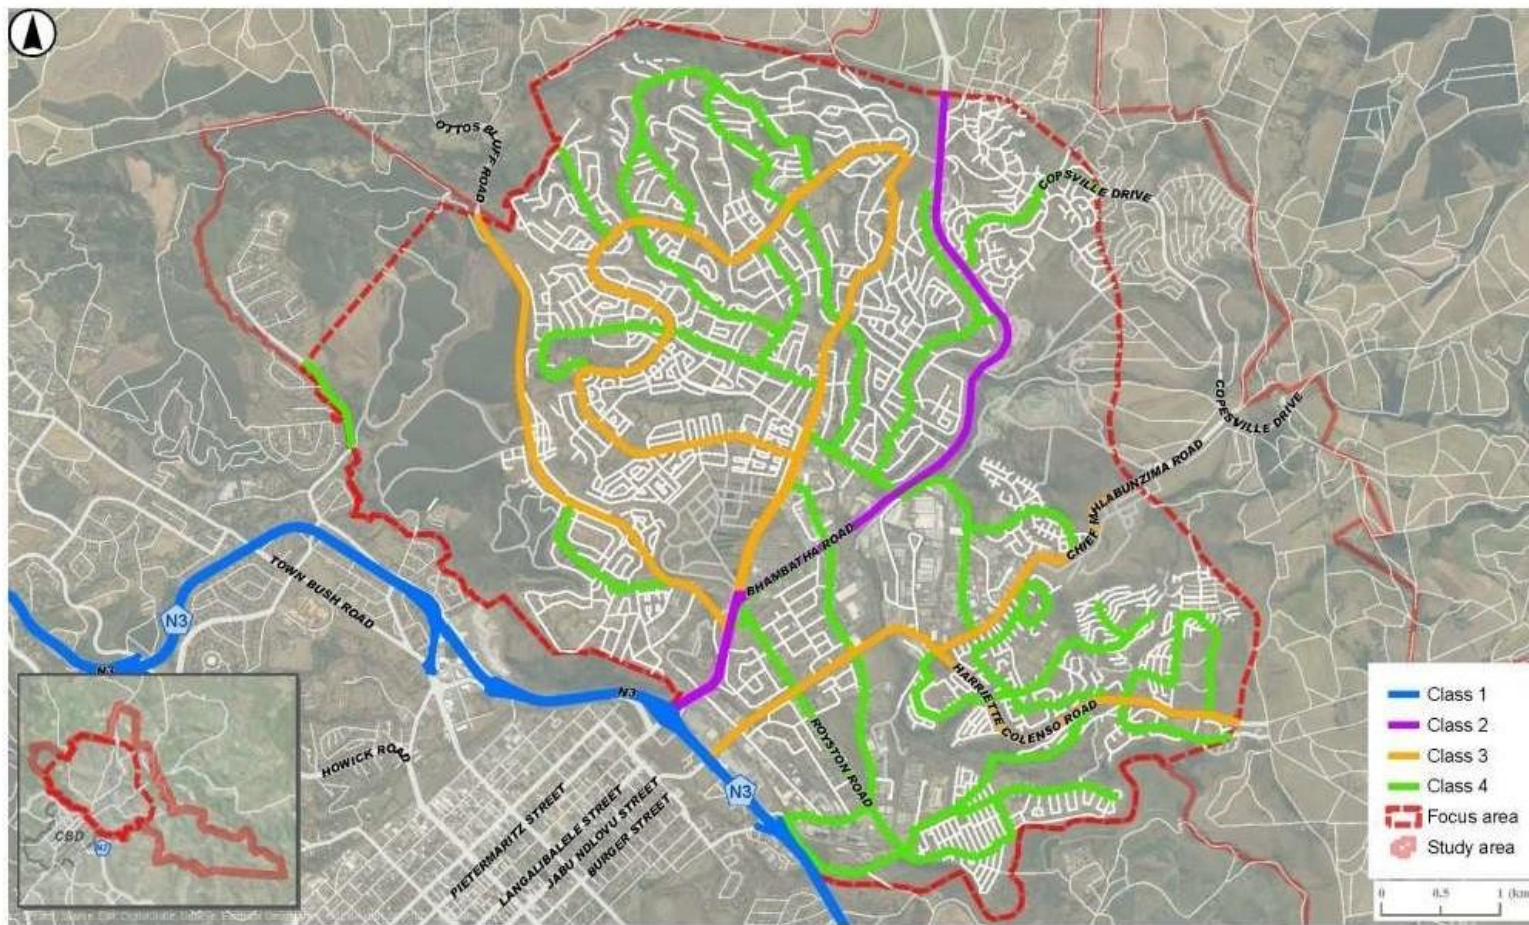 OTTOS BLUFF ROAD
COPSVILLE DRIVE
COPESVILLE DRIVE
CHIEF MHLABUNZIMA ROAD
BHAMBATHA ROAD
TOWN BUSH ROAD
N3
N3
N3
HARRIETTE COLENSO ROAD
ROYSTON ROAD
HOWICK ROAD
N3
PIETERMARITZ STREET
LANGALIBALELE STREET
JABU NDLOVU STREET
BURGER STREET
CBD
Class 1
Class 2
Class 3
Class 4
Focus area
Study area
0 0.5 1 (km